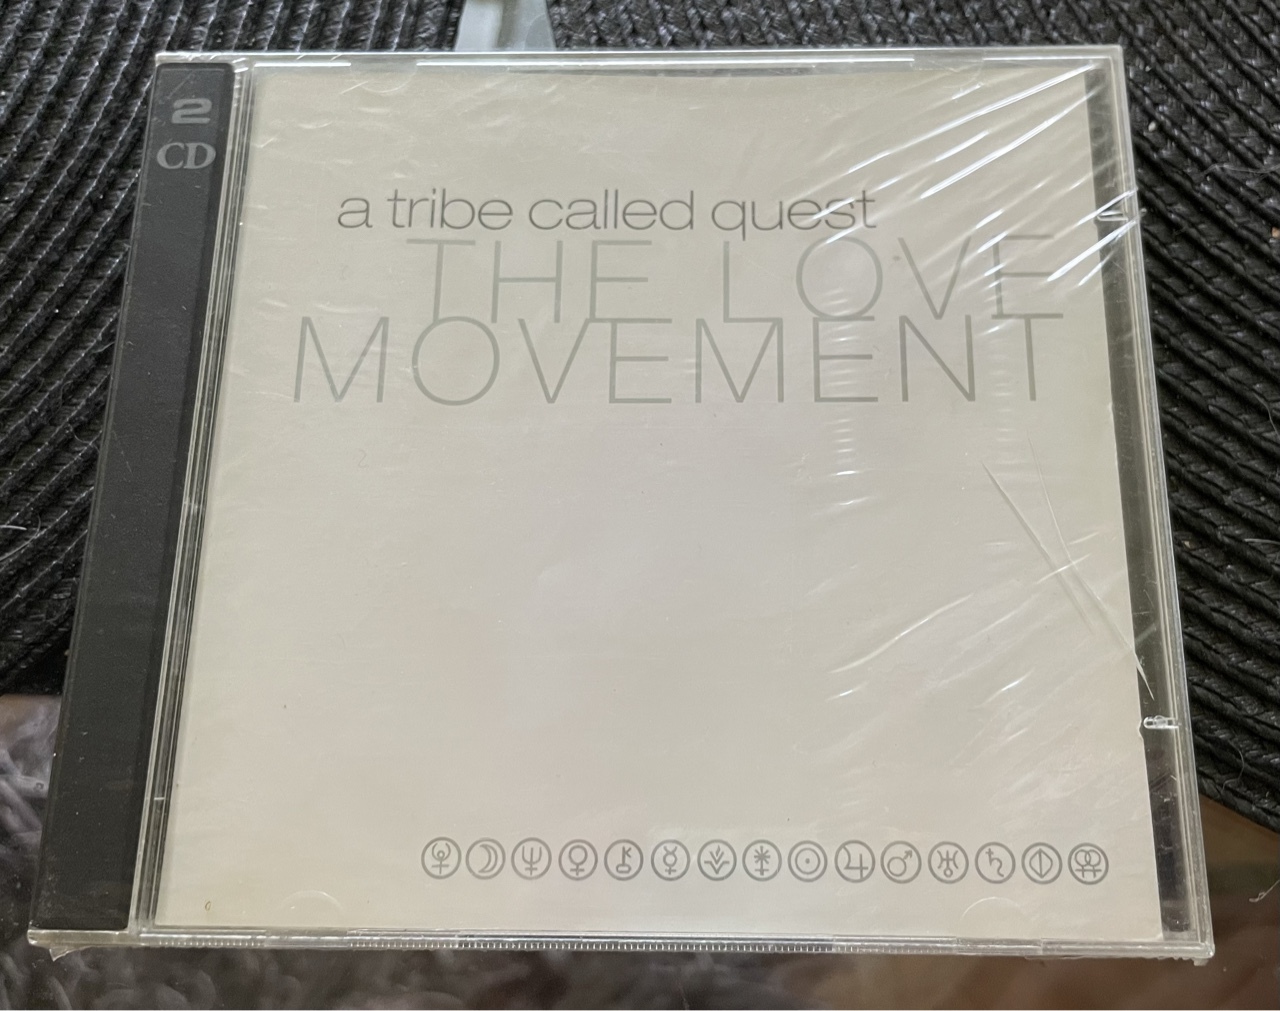 2
CD
a tribe called quest
THE LOVE
MOVEMENT